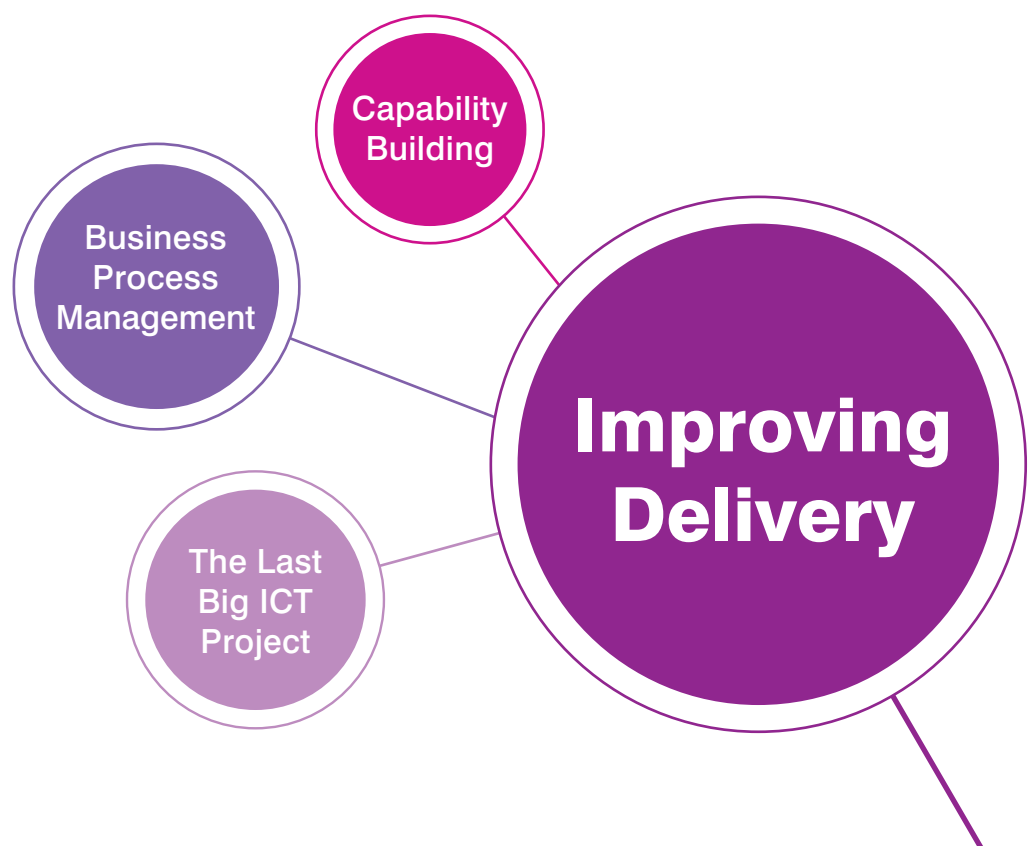 Capability
Building
Business
Process
Management
Improving
Delivery
The Last
Big ICT
Project